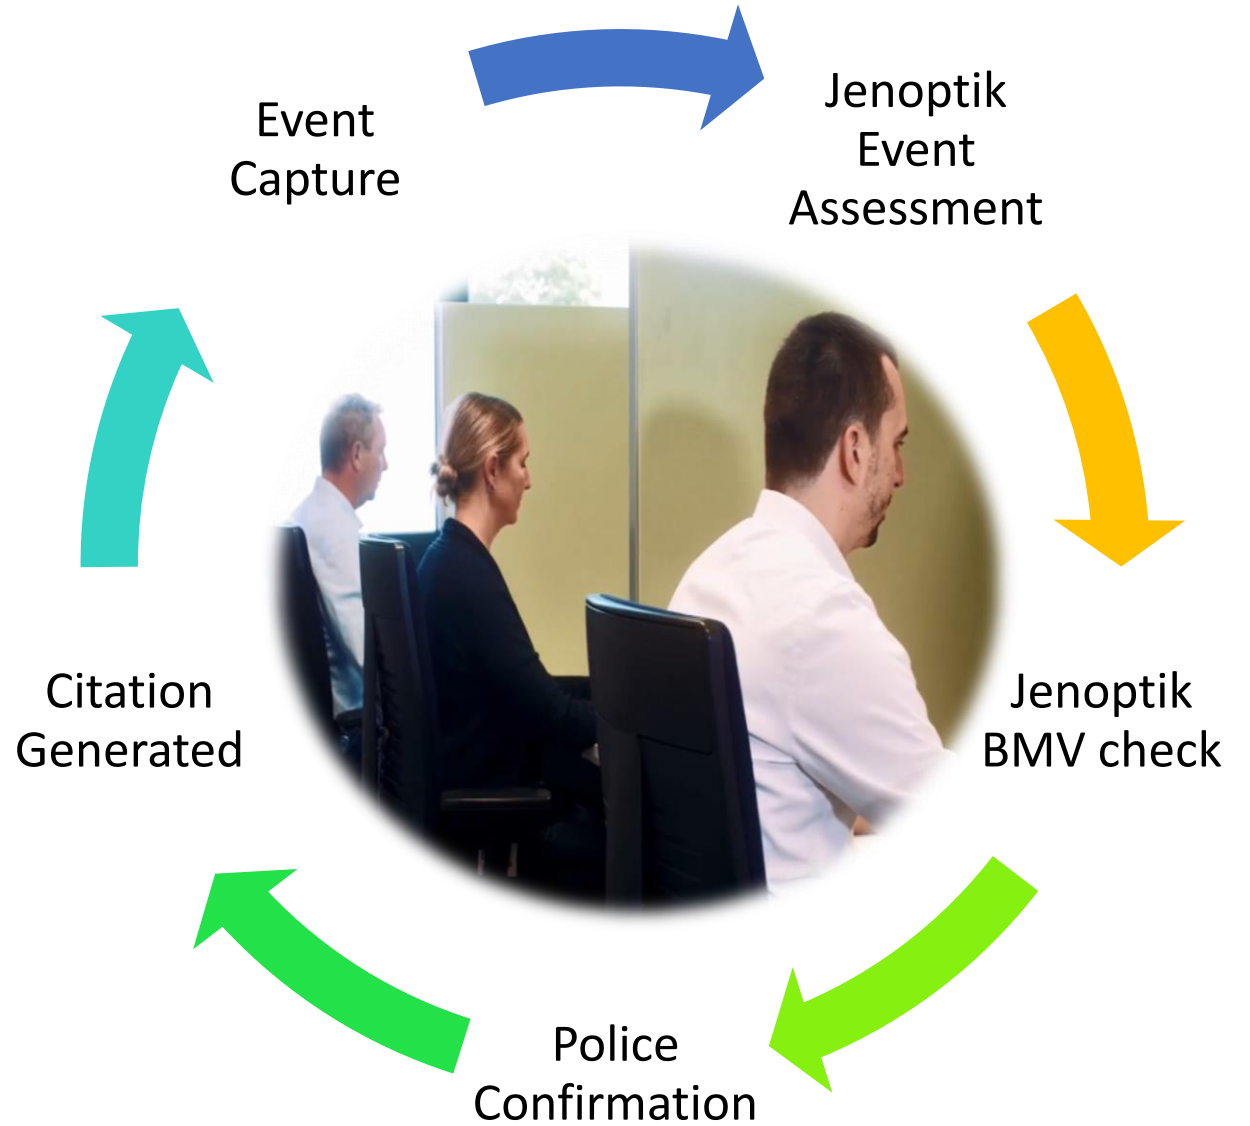 Event
Capture
Jenoptik
Event
Assessment
Jenoptik
BMV check
Police
Confirmation
Citation
Generated